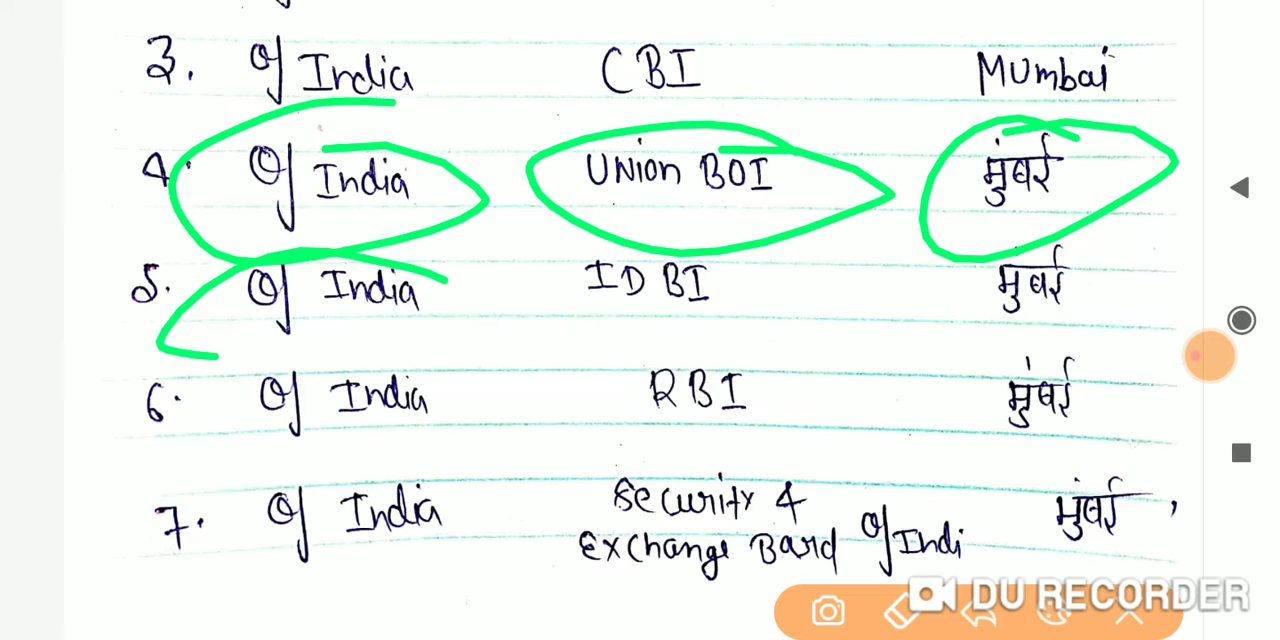 3. Of India CBI Mumbai
4. Of India Union BOI मुंबई
5. Of India IDBI मुबई
6. Of India RBI मुंबई
7. Of India Security & मुंबई,
Exchange Bard Of Indi
DU RECORDER